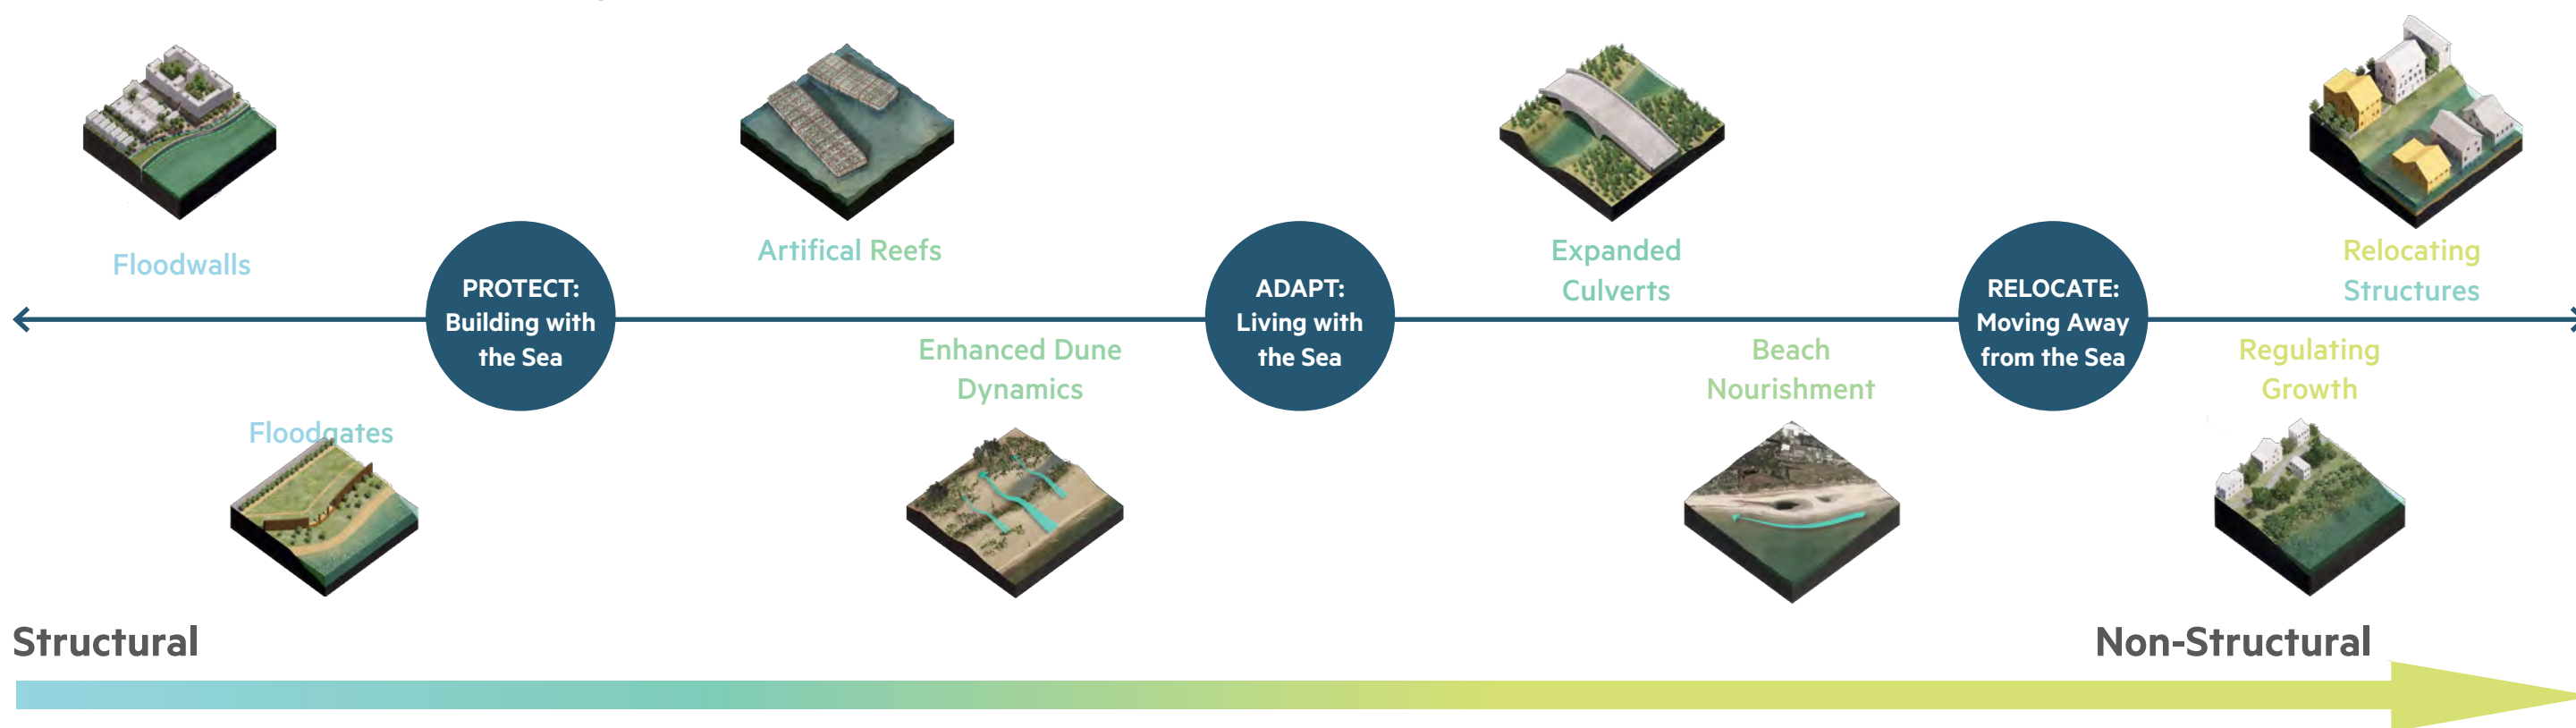 Floodwalls
Floodgates
PROTECT:
Building with
the Sea
Artifical Reefs
Enhanced Dune
Dynamics
ADAPT:
Living with
the Sea
Expanded
Culverts
Beach
Nourishment
RELOCATE:
Moving Away
from the Sea
Relocating
Structures
Regulating
Growth
Structural
Non-Structural